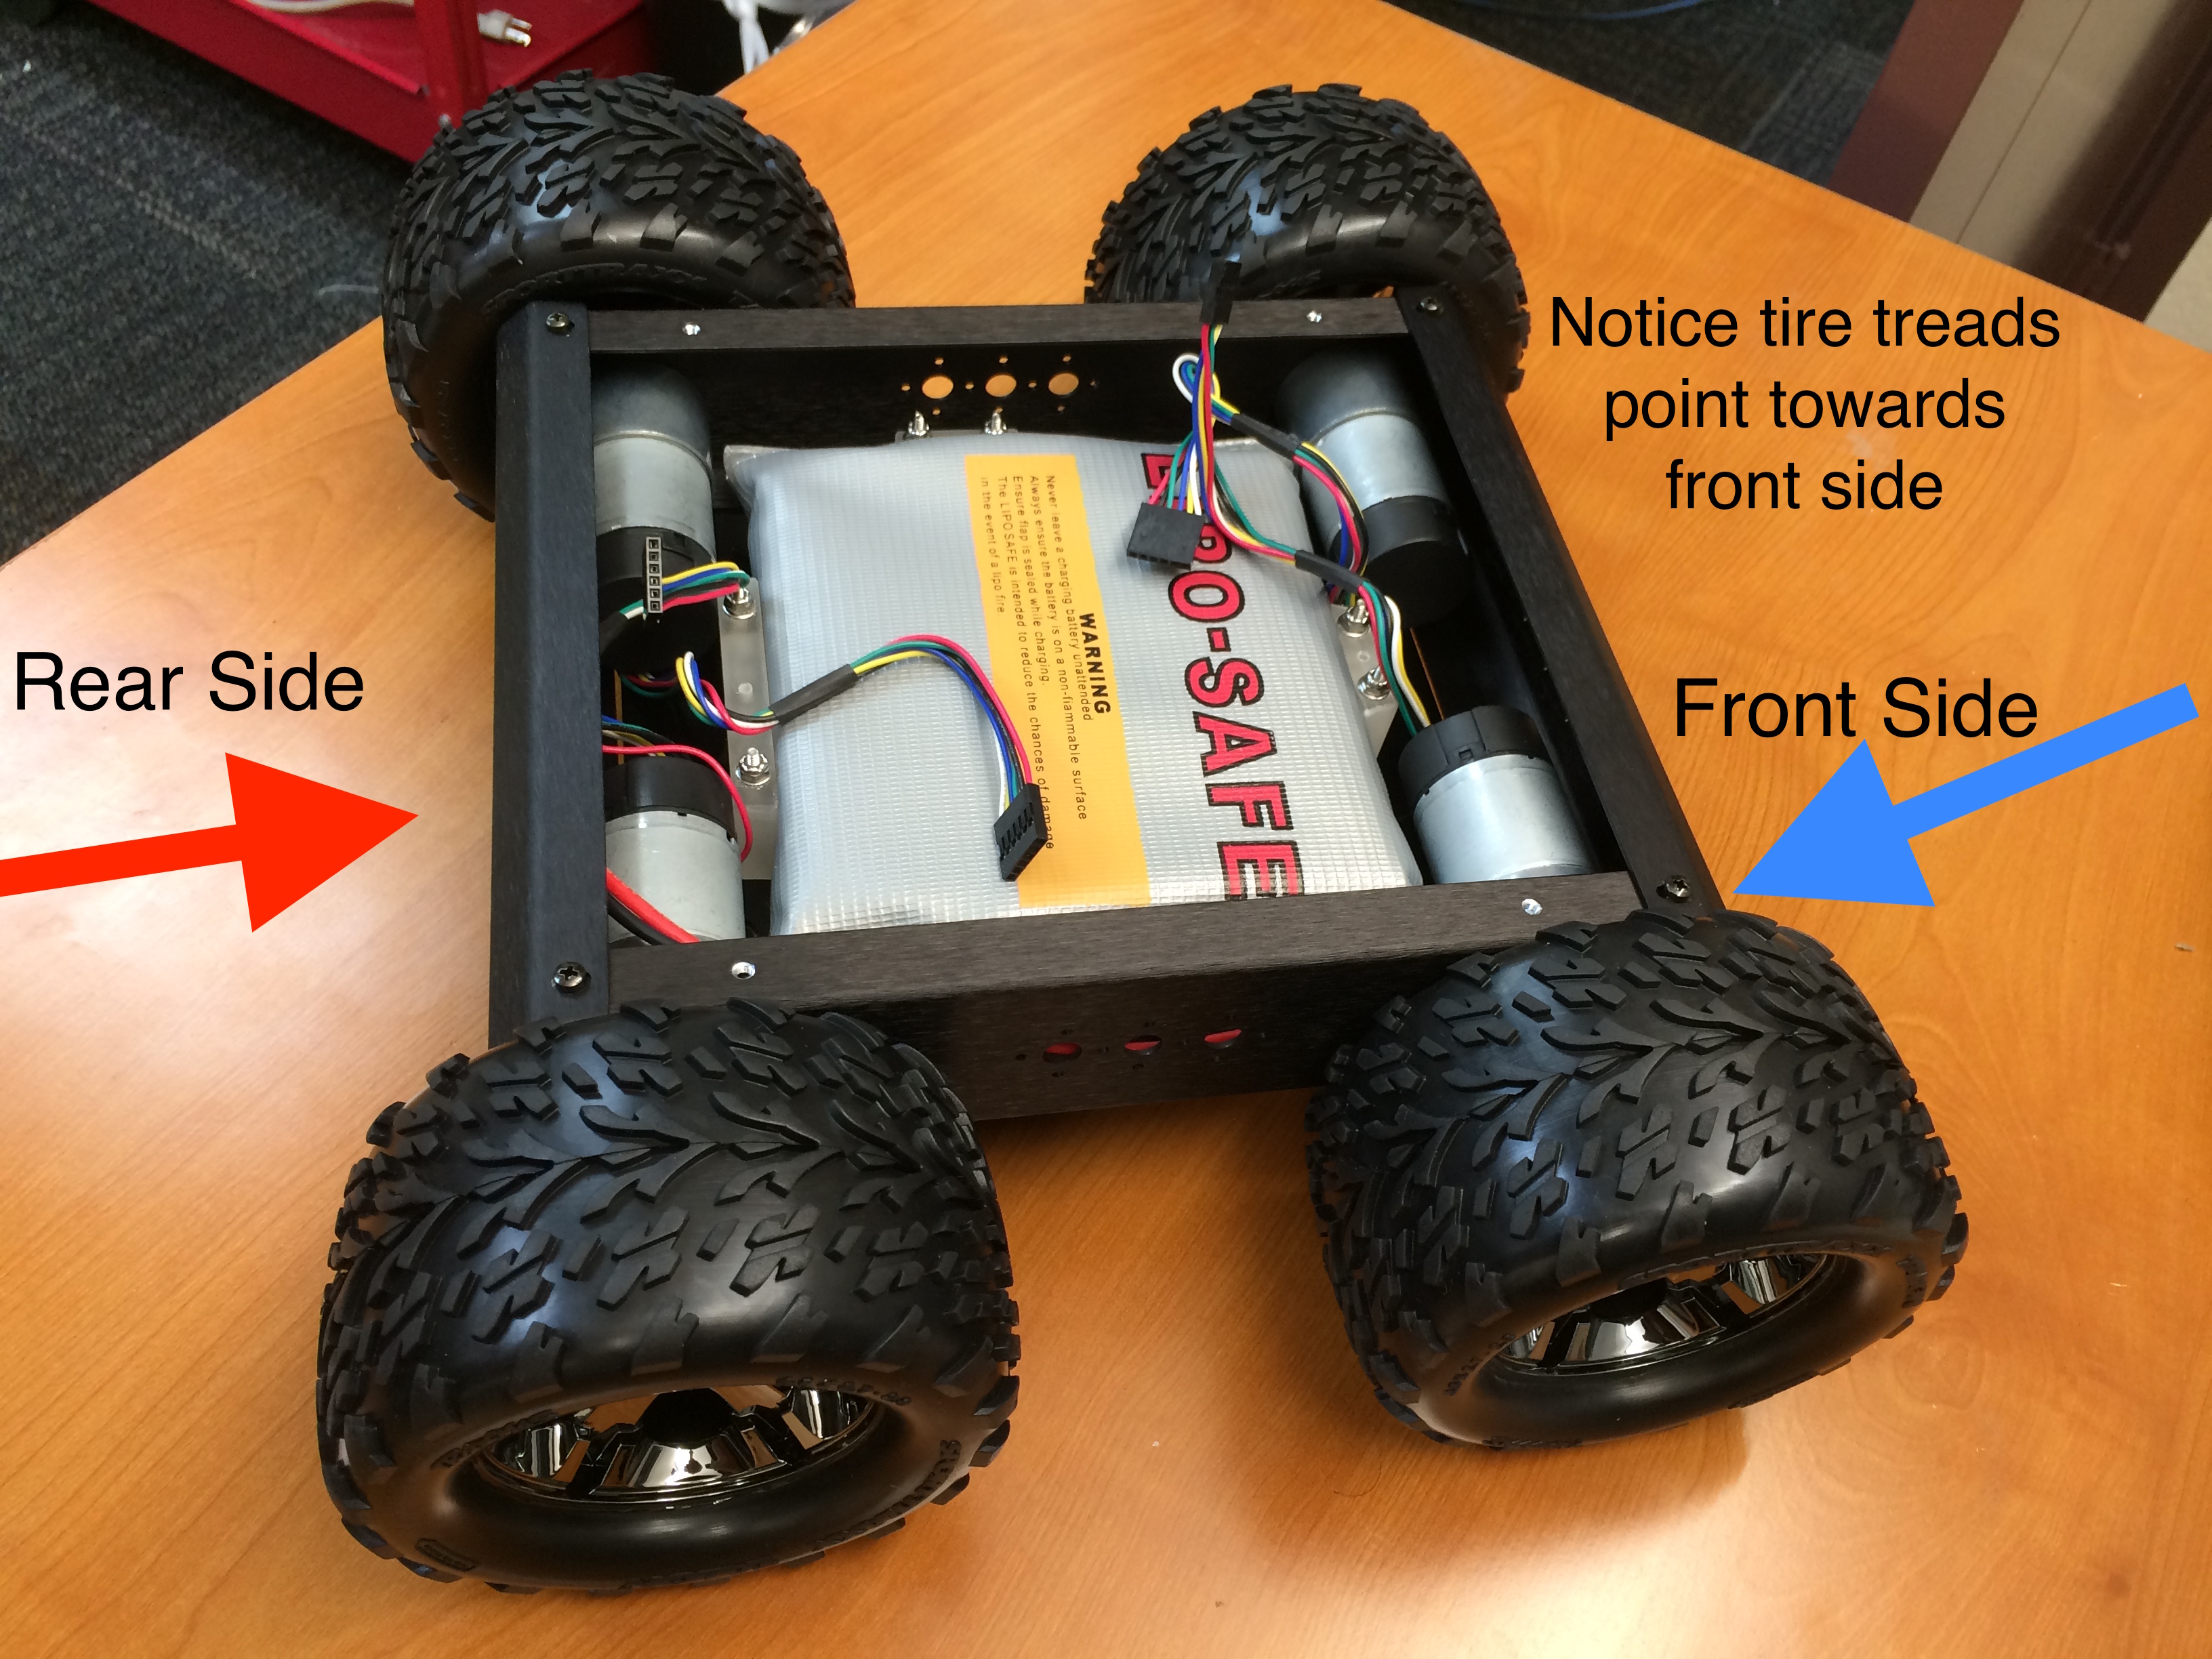 Notice tire treads
point towards
front side
Rear Side
Front Side
WARNING
Never leave a charging battery unattended
Always ensure the battery is on a non-flammable surface
Ensure flap is sealed while charging.
The LIPO SAFE is intended to reduce the chances of damage
in the event of a lipo fire
PO-SAFE